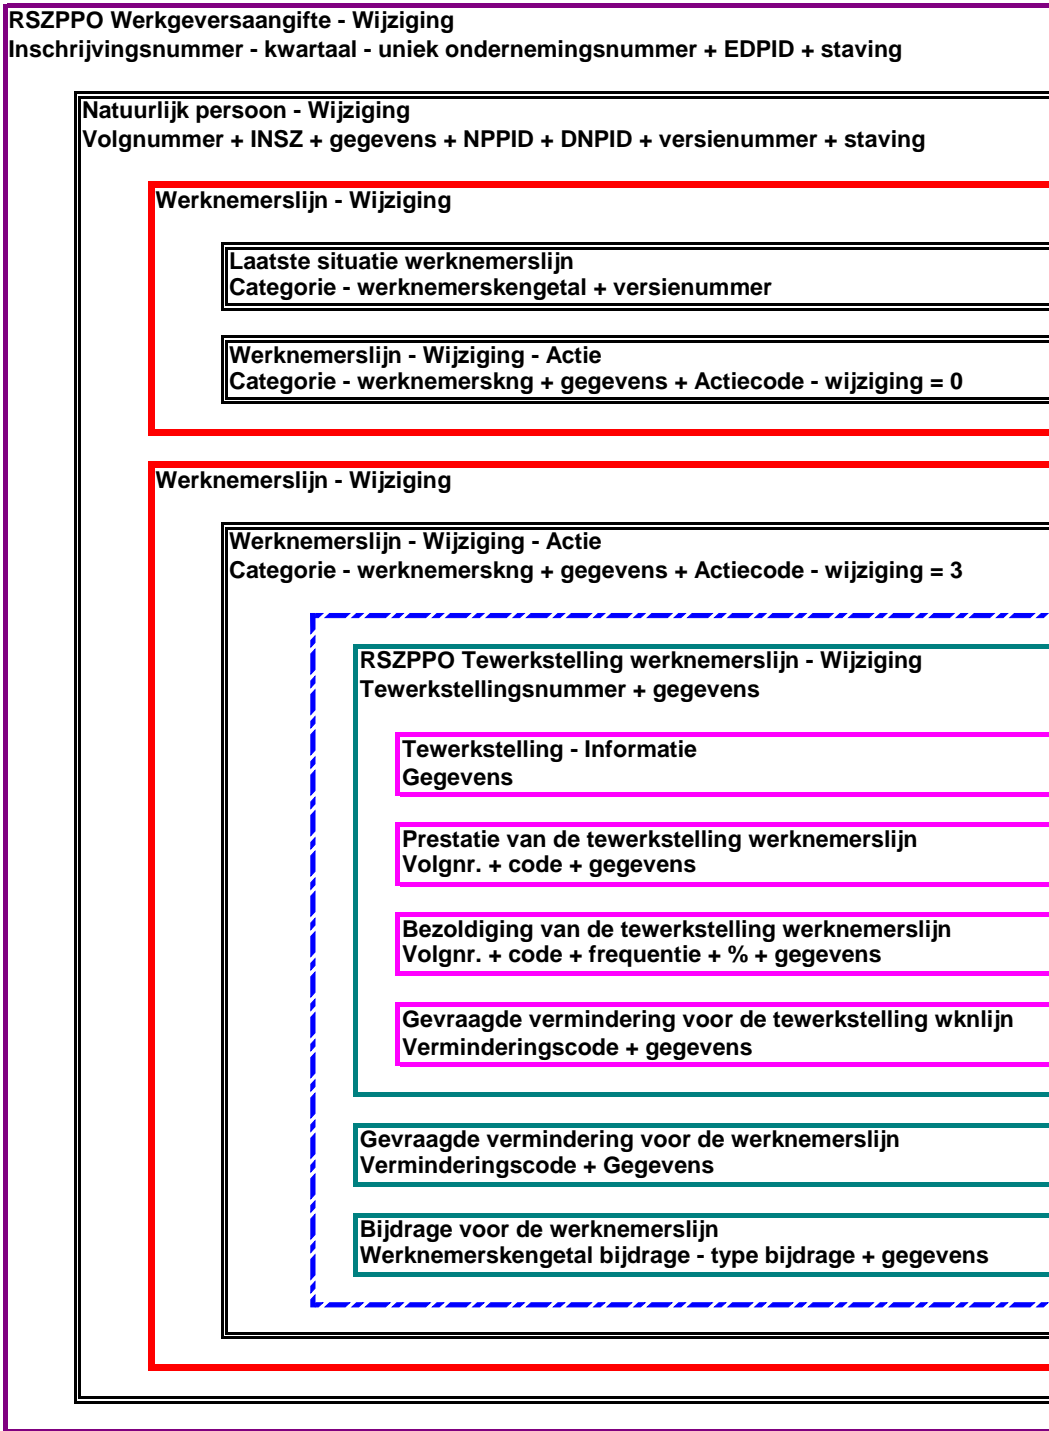 RSZPPO Werkgeversaangifte - Wijziging
Inschrijvingsnummer - kwartaal - uniek ondernemingsnummer + EDPID + staving
Natuurlijk persoon - Wijziging
Volgnummer + INSZ + gegevens + NPPID + DNPID + versienummer + staving
Werknemerslijn - Wijziging
Laatste situatie werknemerslijn
Categorie - werknemerskengetal + versienummer
Werknemerslijn - Wijziging - Actie
Categorie - werknemerskng + gegevens + Actiecode - wijziging = 0
Werknemerslijn - Wijziging
Werknemerslijn - Wijziging - Actie
Categorie - werknemerskng + gegevens + Actiecode - wijziging = 3
RSZPPO Tewerkstelling werknemerslijn - Wijziging
Tewerkstellingsnummer + gegevens
Tewerkstelling - Informatie
Gegevens
Prestatie van de tewerkstelling werknemerslijn
Volgnr. + code + gegevens
Bezoldiging van de tewerkstelling werknemerslijn
Volgnr. + code + frequentie + % + gegevens
Gevraagde vermindering voor de tewerkstelling wknlijn
Verminderingscode + gegevens
Gevraagde vermindering voor de werknemerslijn
Verminderingscode + Gegevens
Bijdrage voor de werknemerslijn
Werknemerskengetal bijdrage - type bijdrage + gegevens